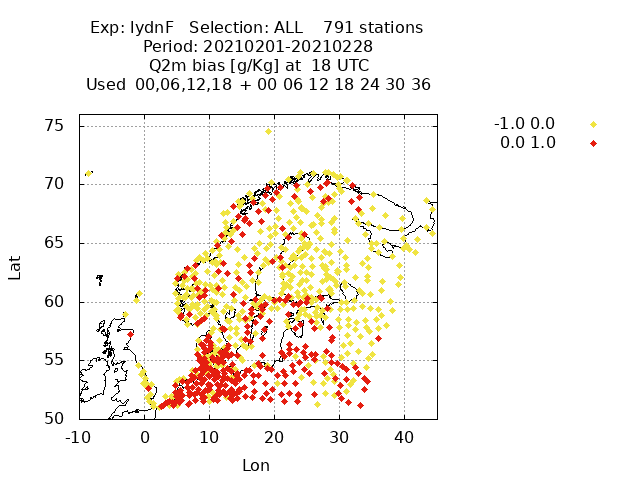 Exp: IydnF Selection: ALL 791 stations
Period: 20210201-20210228
Q2m bias [g/Kg] at 18 UTC
Used 00,06,12,18 + 00 06 12 18 24 30 36
-1.0 0.0
0.0 1.0
75
70
65
60
55
50
Lat
-10 0 10 20 30 40
Lon